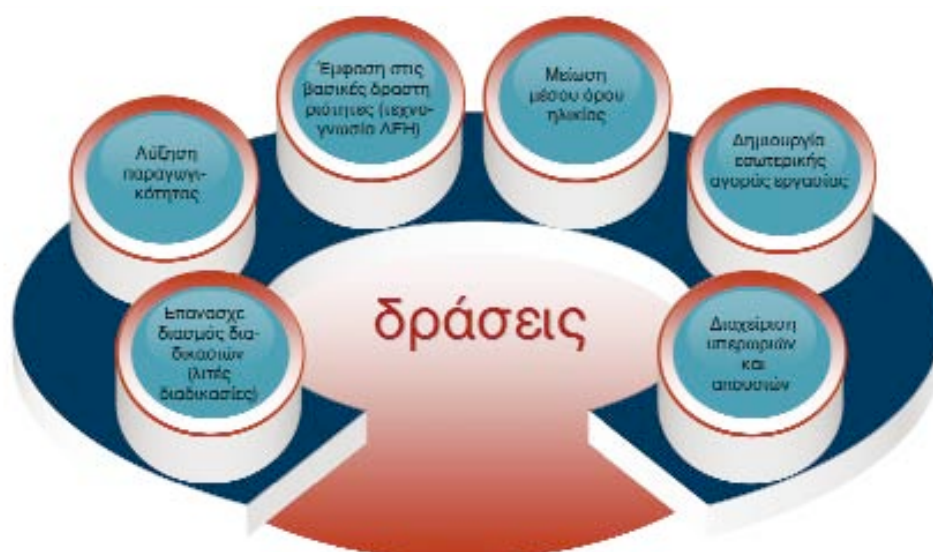 Έμφαση στις
βασικές δραστη
ριότητες (τεχνο-
γνωσία ΔΕΗ)
Μείωση
μέσου όρου
ηλικίας
Αύξηση
παραγωγι-
κότητας
Δημιουργία
εσωτερικής
αγοράς εργασίας
δράσεις
Επανασχε
διασμός δια-
δικασιών
(λιτές
διαδικασίες)
Διαχείριση
υπερωριών
και
απουσιών